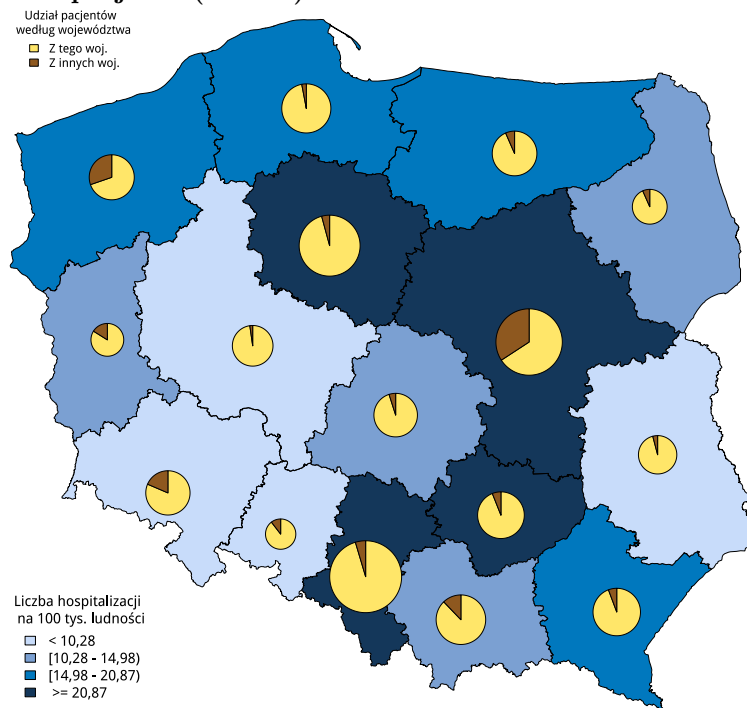 Udział pacjentów
według województwa
Z tego woj.
Z innych woj.
Liczba hospitalizacji
na 100 tys. ludności
< 10,28
[10,28 - 14,98)
[14,98 - 20,87)
>= 20,87